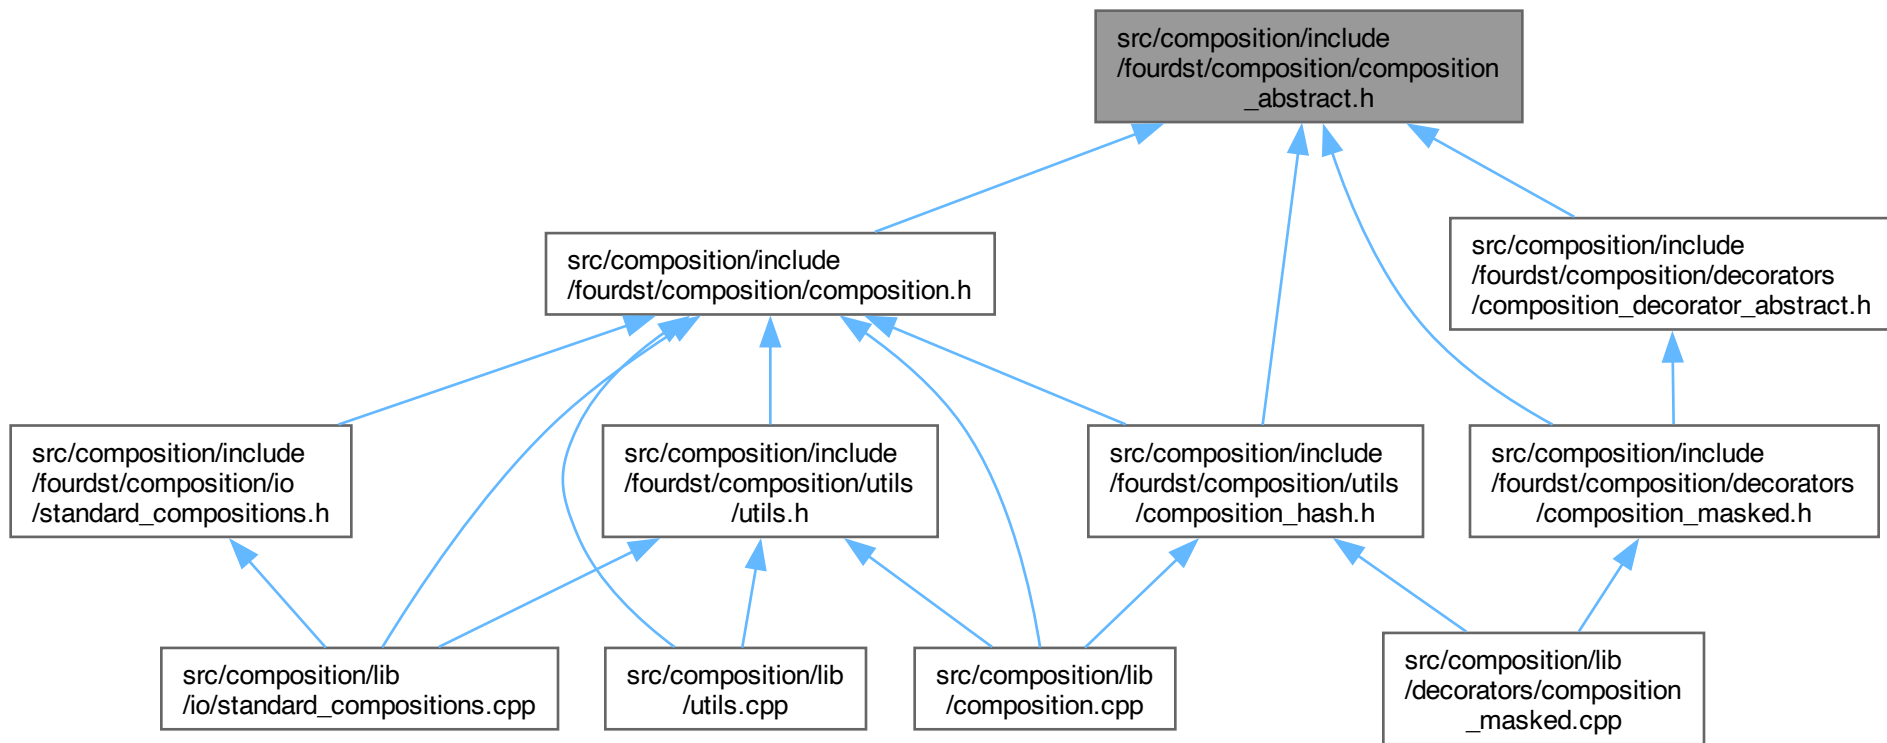 src/composition/include
/fourdst/composition/composition
_abstract.h
src/composition/include
/fourdst/composition/composition.h
src/composition/include
/fourdst/composition/decorators
/composition_decorator_abstract.h
src/composition/include
/fourdst/composition/io
/standard_compositions.h
src/composition/include
/fourdst/composition/utils
/utils.h
src/composition/include
/fourdst/composition/utils
/composition_hash.h
src/composition/include
/fourdst/composition/decorators
/composition_masked.h
src/composition/lib
/io/standard_compositions.cpp
src/composition/lib
/utils.cpp
src/composition/lib
/composition.cpp
src/composition/lib
/decorators/composition
_masked.cpp